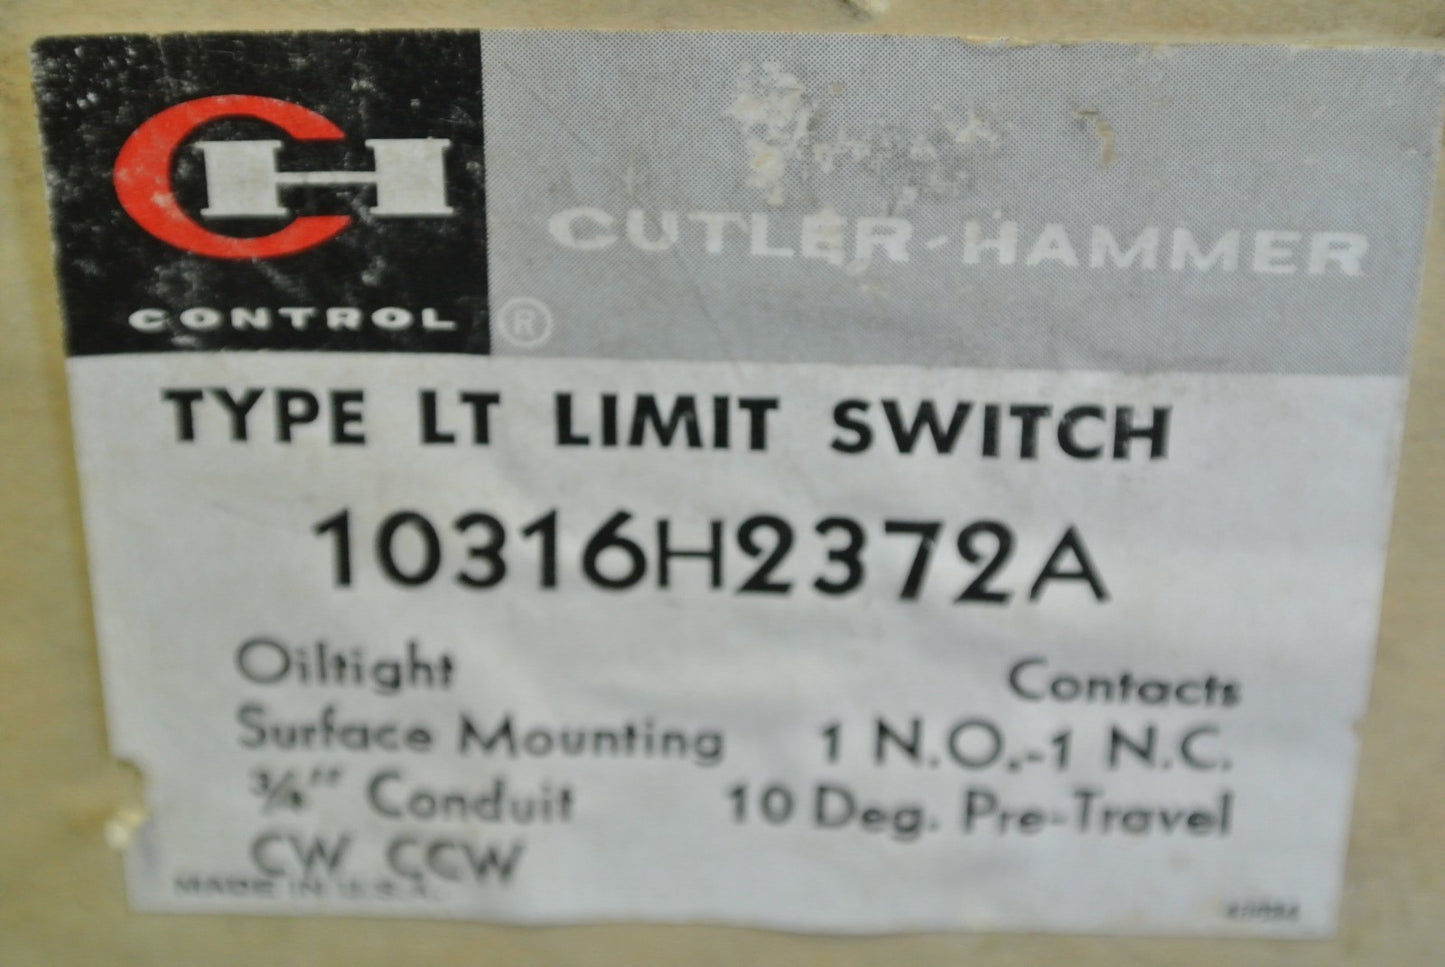 CH
CONTROL ®
CUTLER-HAMMER
TYPE LT LIMIT SWITCH
10316H2372A
Oiltight
Contacts
Surface Mounting 1 N.O.-1 N.C.
3/4" Conduit 10 Deg. Pre-Travel
CW CCW
MADE IN U.S.A.